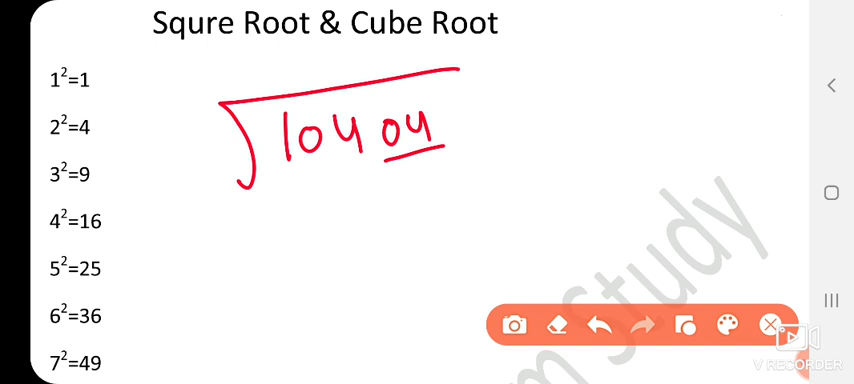 Squre Root & Cube Root
1²=1
2²=4
3²=9
4²=16
5²=25
6²=36
7²=49
√10404
Study
V RECORDER